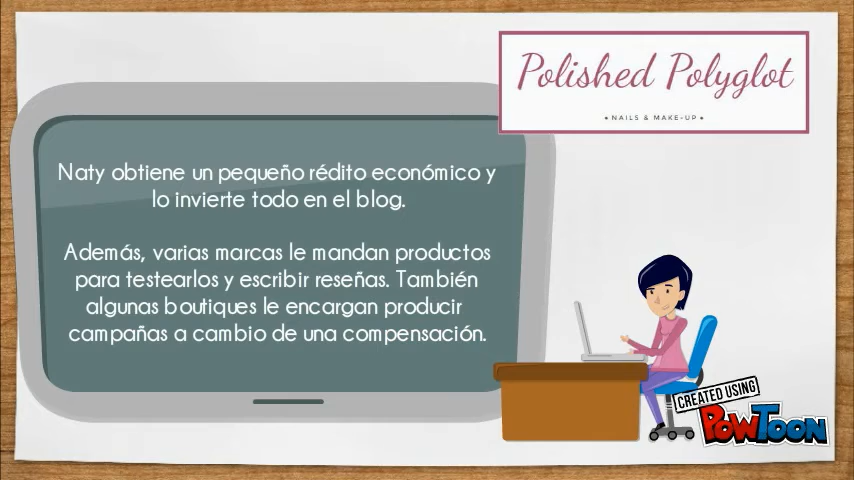 Polished Polyglot
• NAILS & MAKE-UP •
Naty obtiene un pequeño rédito económico y
lo invierte todo en el blog.
Además, varias marcas le mandan productos
para testearlos y escribir reseñas. También
algunas boutiques le encargan producir
campañas a cambio de una compensación.
CREATED USING
POWTOON